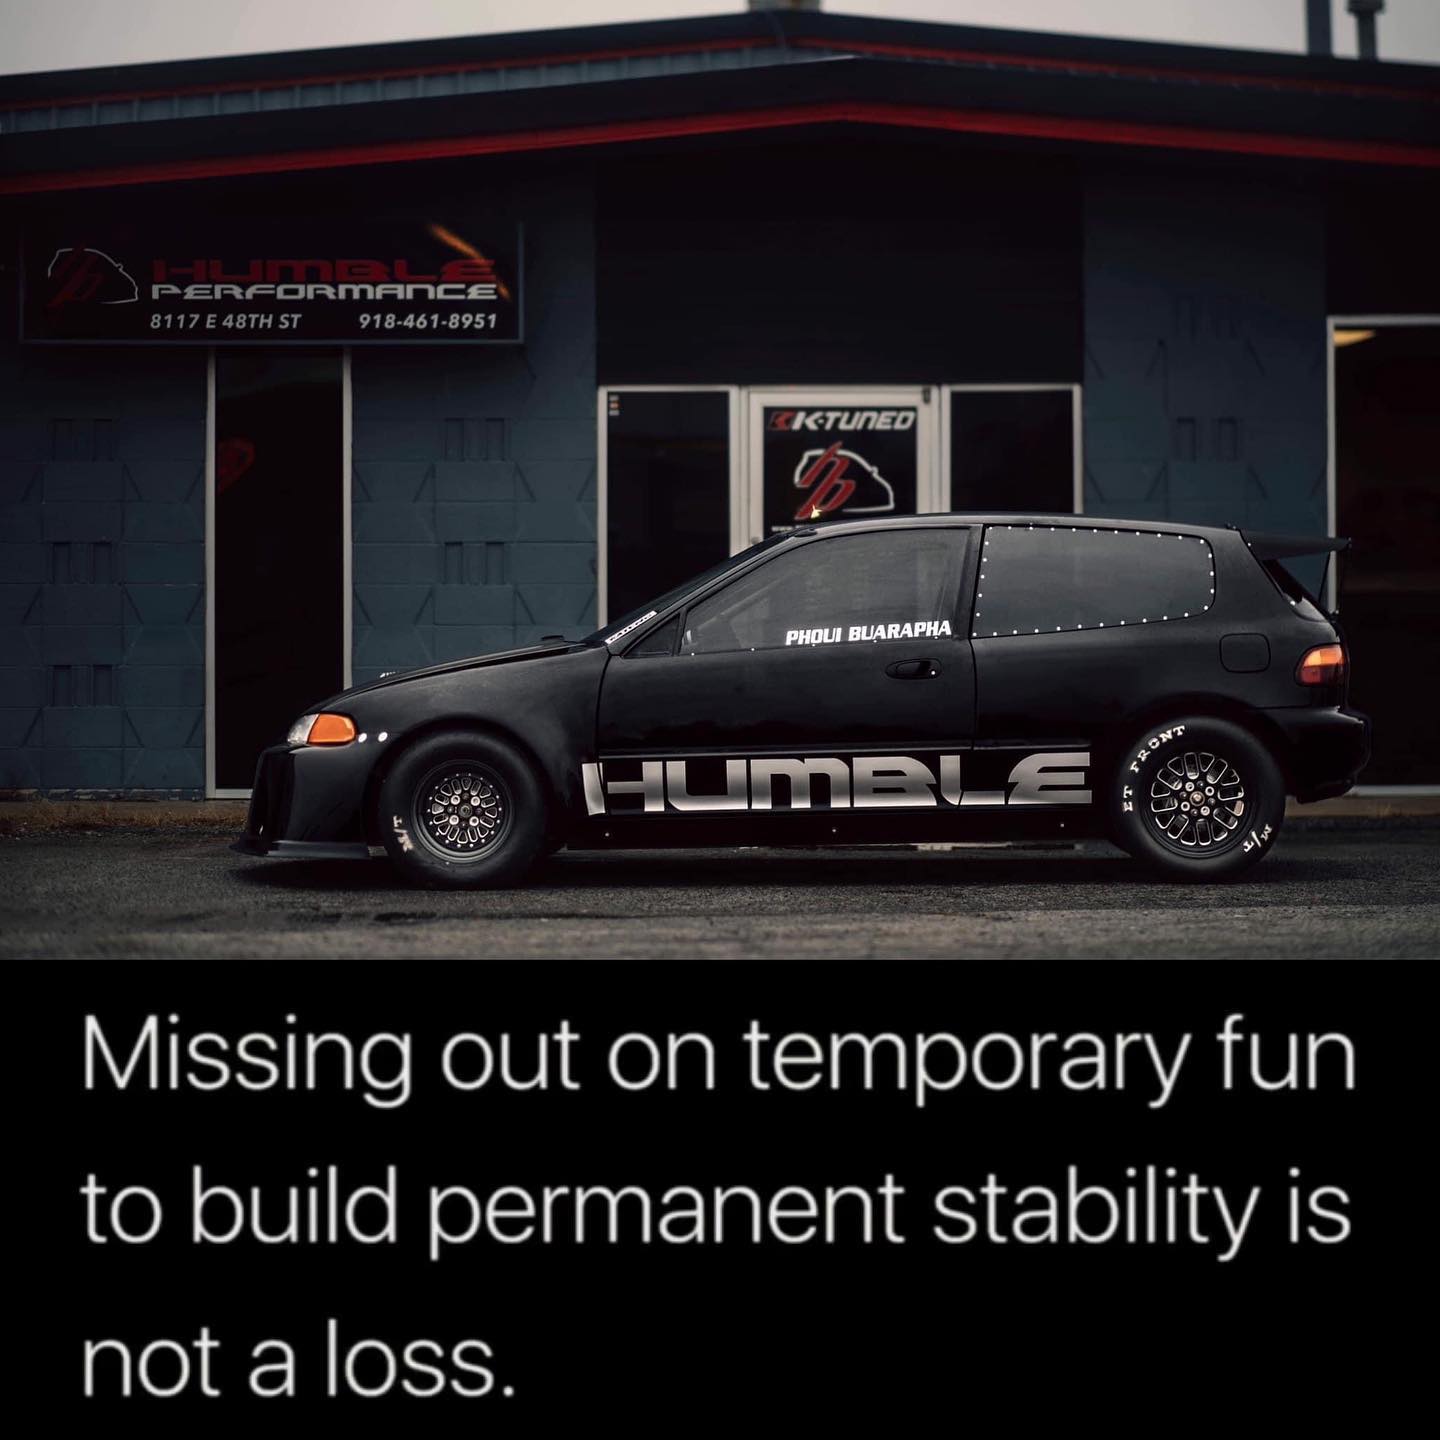 HUMBLE
PERFORMANCE
8117 E 48TH ST 918-461-8951
K-TUNED
PHOUI BUARAPHA
HUMBLE
M/T
ET FRONT
M/T
Missing out on temporary fun
to build permanent stability is
not a loss.